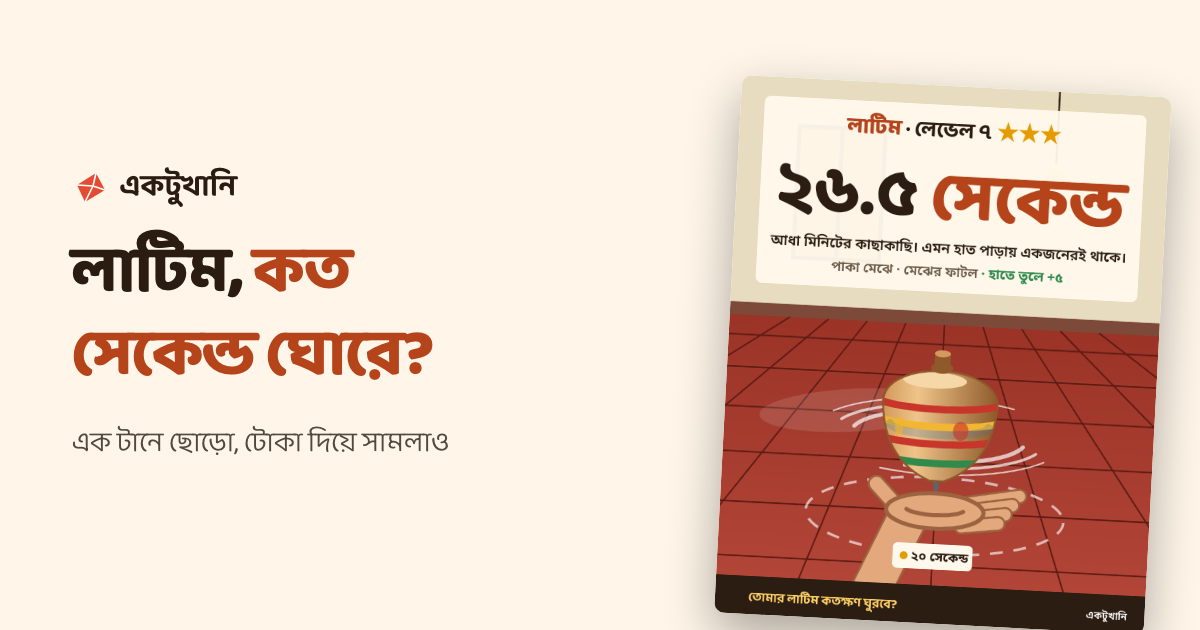 একটুখানি
লাটিম, কত
সেকেন্ড ঘোরে?
এক টানে ছোড়ো, টোকা দিয়ে সামলাও
লাটিম · লেভেল ৭ ★★★
২৬.৫ সেকেন্ড
আধা মিনিটের কাছাকাছি। এমন হাত পাড়ায় একজনেরই থাকে।
পাকা মেঝে · মেঝের ফাটল · হাতে তুলে +৫
২০ সেকেন্ড
তোমার লাটিম কতক্ষণ ঘুরবে?
একটুখানি